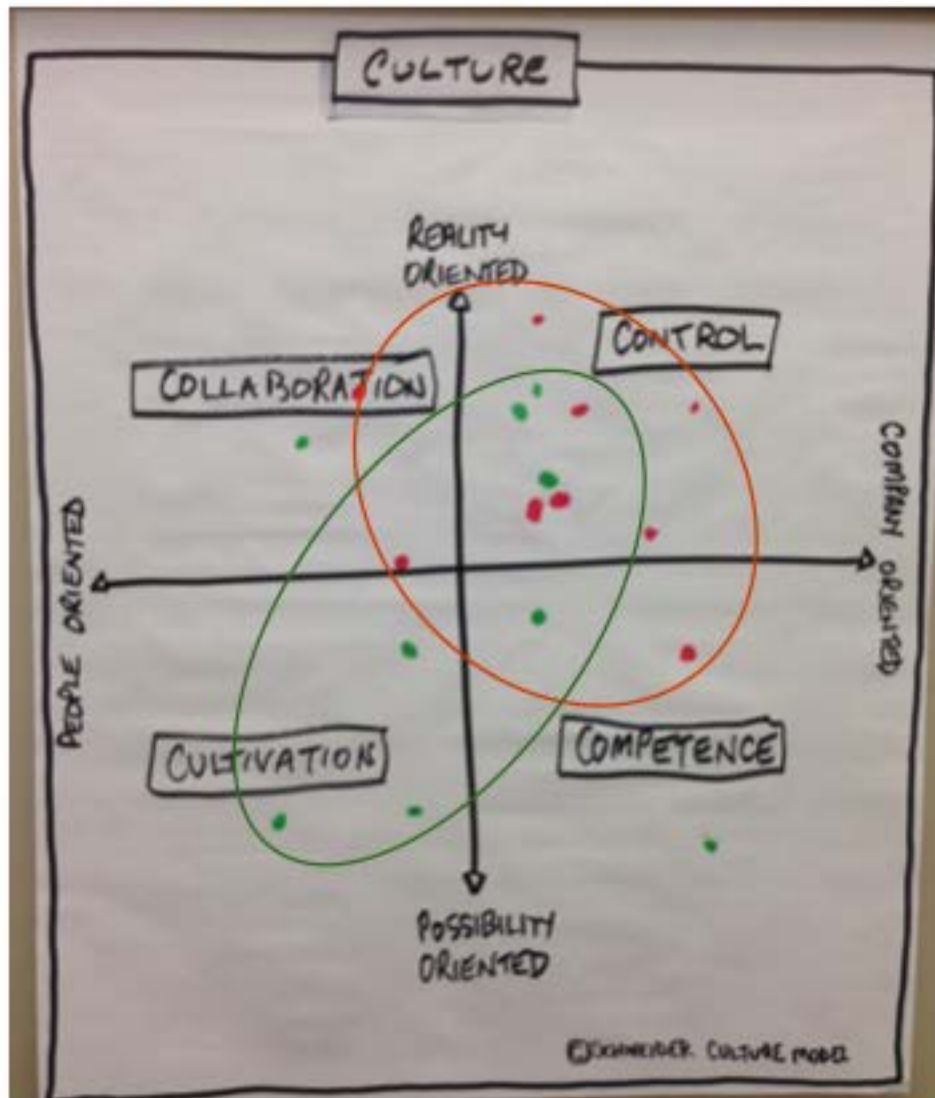 CULTURE
REALITY
ORIENTED
CONTROL
COLLABORATION
COMPANY ORIENTED
PEOPLE ORIENTED
CULTIVATION
COMPETENCE
POSSIBILITY
ORIENTED
©SCHNEIDER CULTURE MODEL